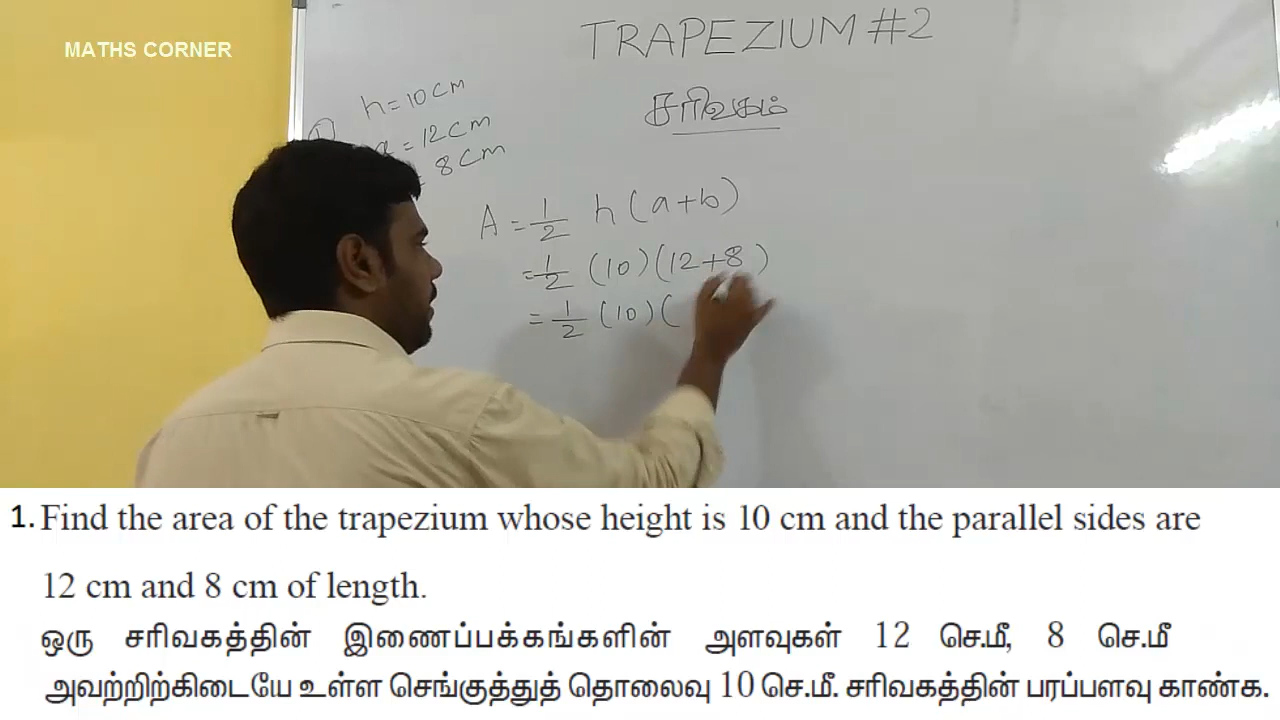 MATHS CORNER
TRAPEZIUM #2
சரிவகம்
h = 10 cm
= 12 cm
8 cm
A = 1/2 h (a+b)
= 1/2 (10) (12+8)
= 1/2 (10) (
1. Find the area of the trapezium whose height is 10 cm and the parallel sides are
12 cm and 8 cm of length.
ஒரு சரிவகத்தின் இணைப்பக்கங்களின் அளவுகள் 12 செ.மீ, 8 செ.மீ
அவற்றிற்கிடையே உள்ள செங்குத்துத் தொலைவு 10 செ.மீ. சரிவகத்தின் பரப்பளவு காண்க.